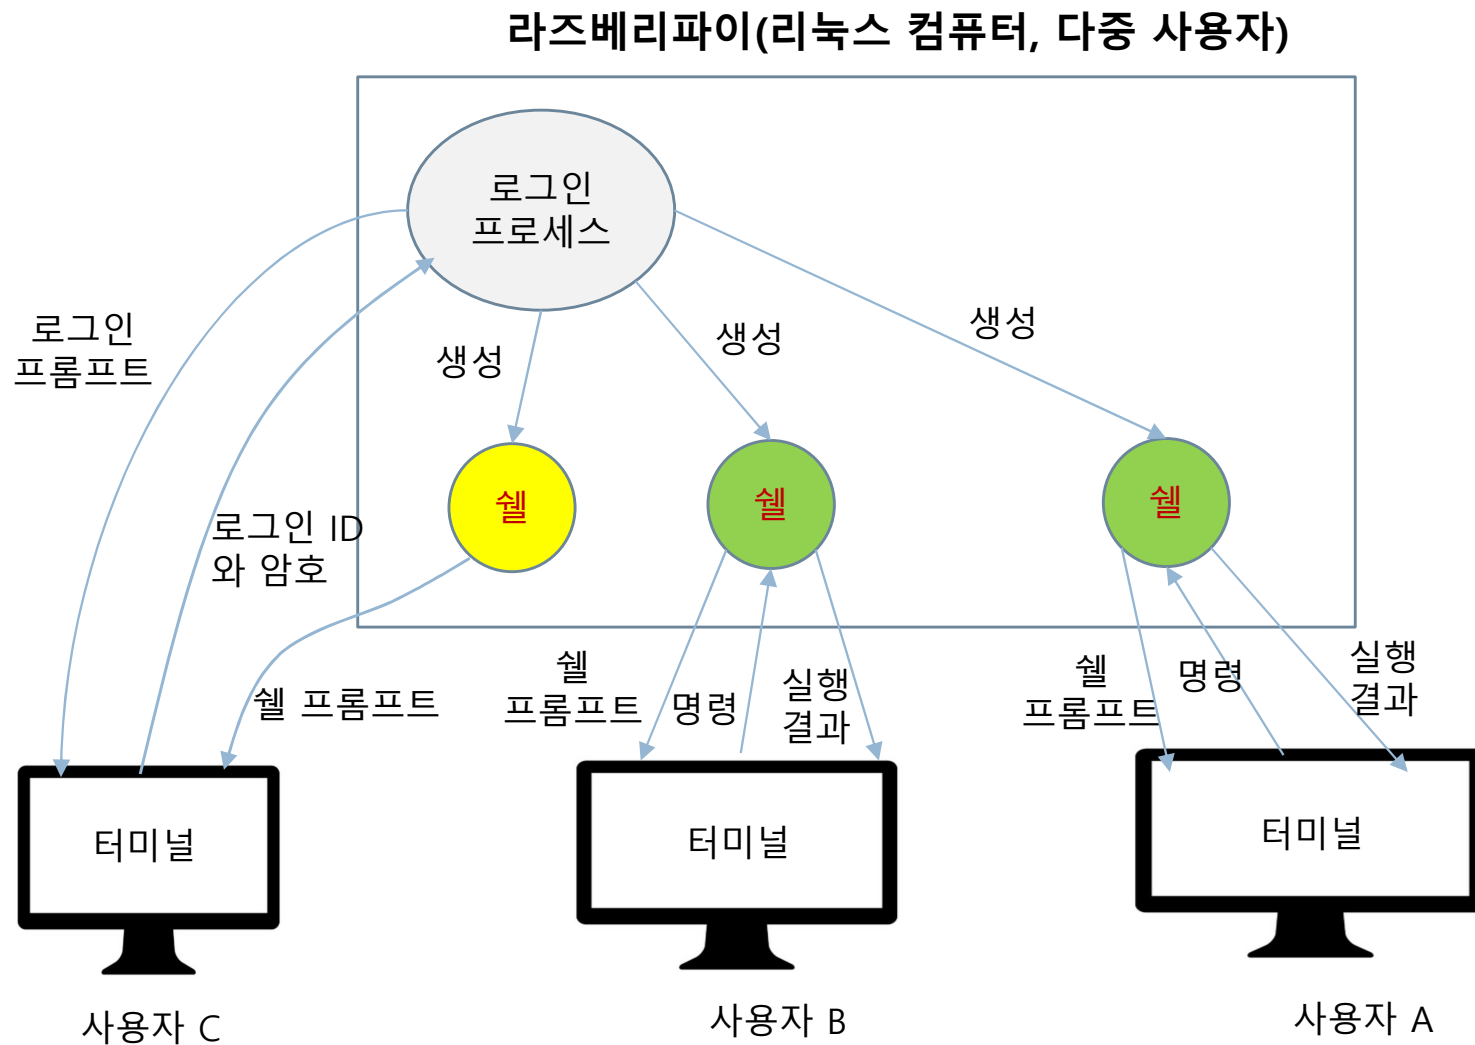 라즈베리파이(리눅스 컴퓨터, 다중 사용자)
로그인
프로세스
로그인
프롬프트
생성
생성
생성
쉘
쉘
쉘
로그인 ID
와 암호
쉘 프롬프트
쉘
프롬프트
명령
실행
결과
쉘
프롬프트
명령
실행
결과
터미널
터미널
터미널
사용자 C
사용자 B
사용자 A